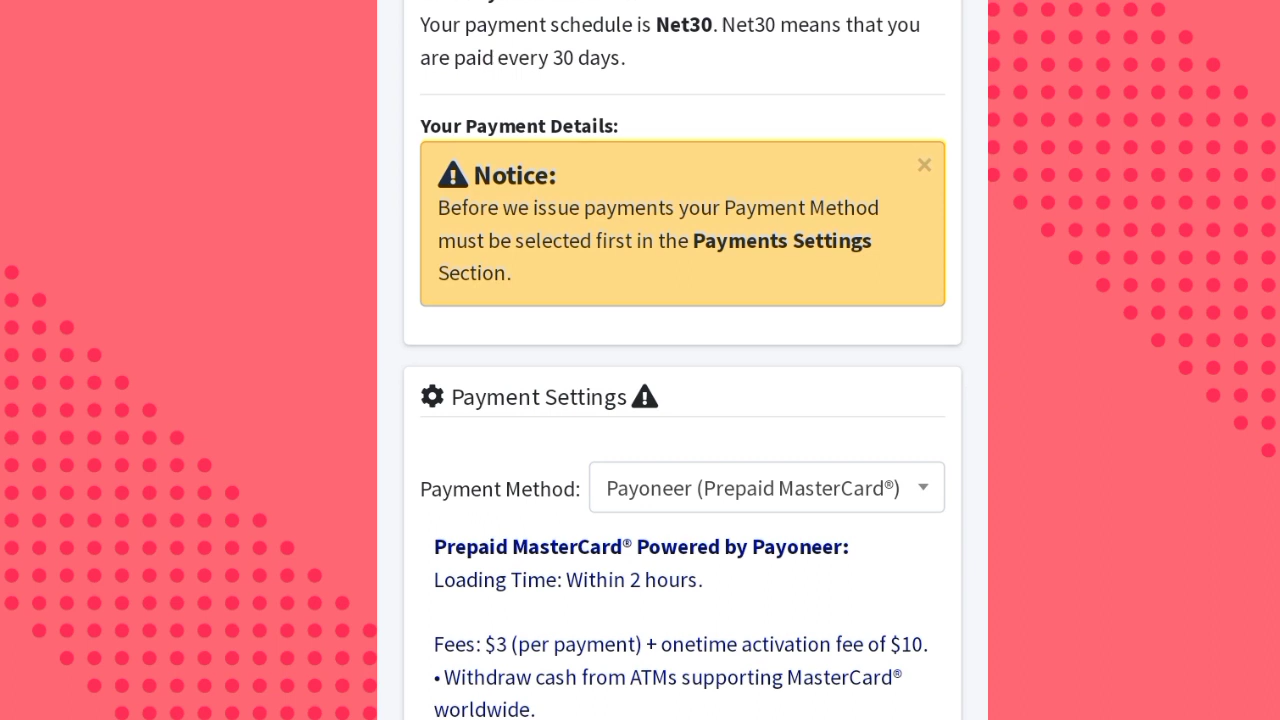 Your payment schedule is Net30. Net30 means that you
are paid every 30 days.
Your Payment Details:
Notice:
×
Before we issue payments your Payment Method
must be selected first in the Payments Settings
Section.
Payment Settings
Payment Method: Payoneer (Prepaid MasterCard®)
Prepaid MasterCard® Powered by Payoneer:
Loading Time: Within 2 hours.
Fees: $3 (per payment) + onetime activation fee of $10.
• Withdraw cash from ATMs supporting MasterCard®
worldwide.